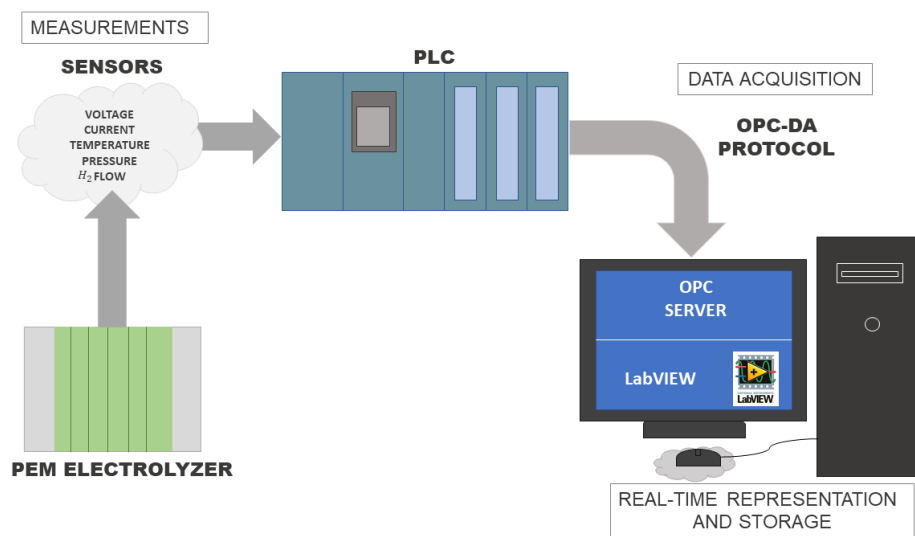 MEASUREMENTS
SENSORS
VOLTAGE
CURRENT
TEMPERATURE
PRESSURE
H₂ FLOW
PLC
DATA ACQUISITION
OPC-DA
PROTOCOL
OPC
SERVER
LabVIEW
LabVIEW
PEM ELECTROLYZER
REAL-TIME REPRESENTATION
AND STORAGE